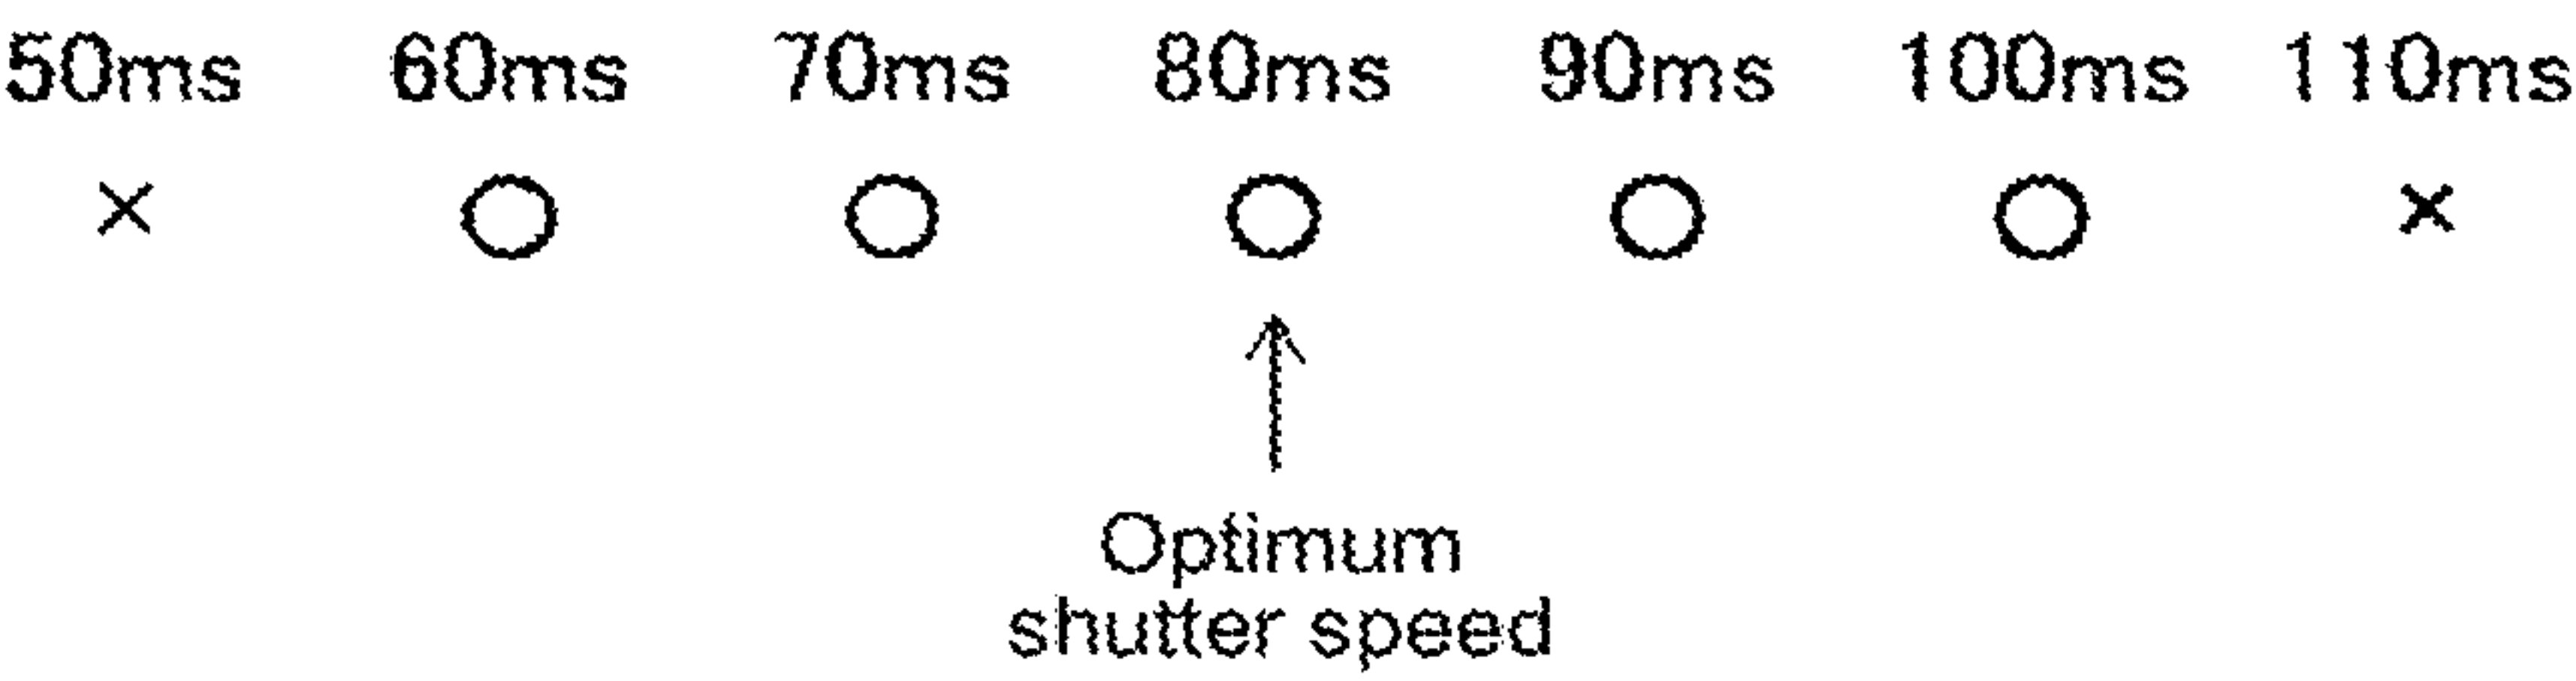 50ms 60ms 70ms 80ms 90ms 100ms 110ms
× ○ ○ ○ ○ ○ ×
Optimum
shutter speed